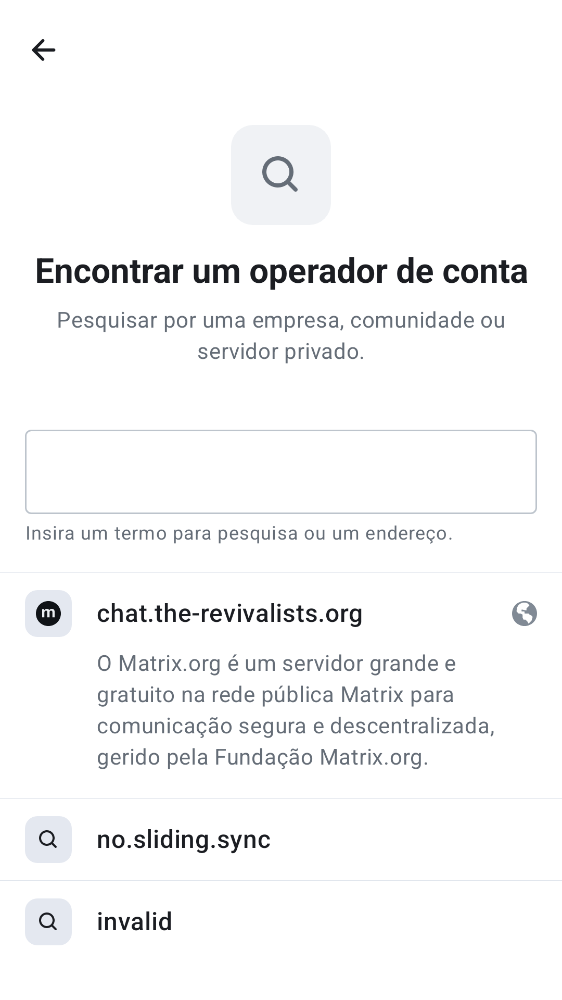 Encontrar um operador de conta
Pesquisar por uma empresa, comunidade ou
servidor privado.
Insira um termo para pesquisa ou um endereço.
m
chat.the-revivalists.org
O Matrix.org é um servidor grande e
gratuito na rede pública Matrix para
comunicação segura e descentralizada,
gerido pela Fundação Matrix.org.
no.sliding.sync
invalid